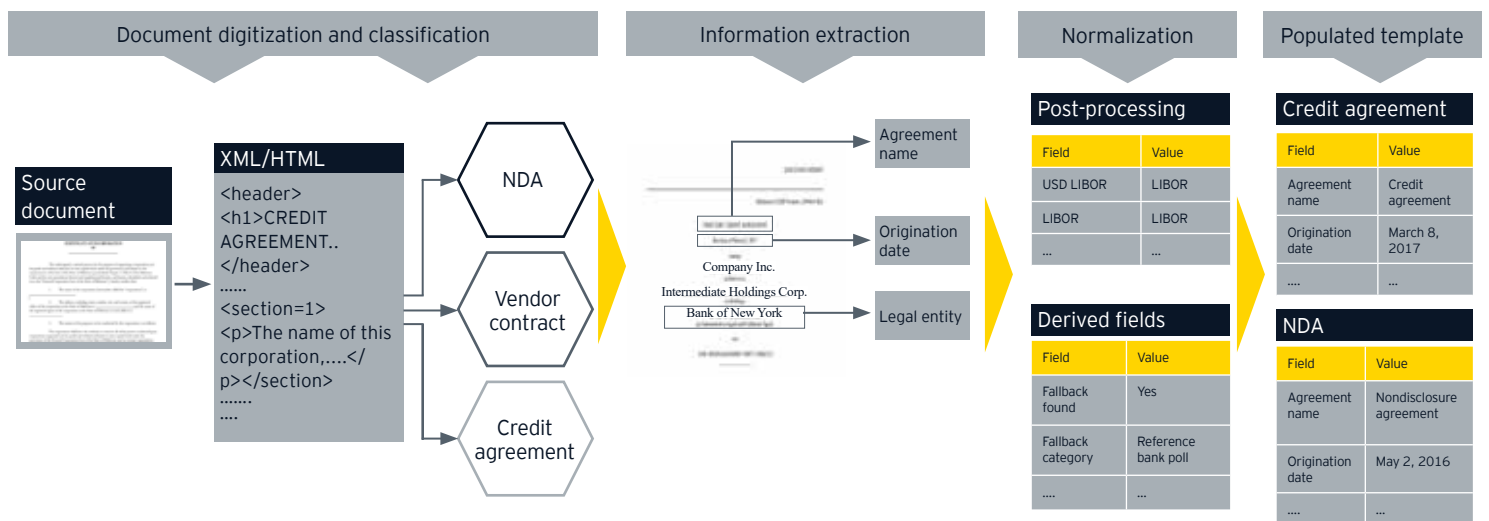 Document digitization and classification
Information extraction
Normalization
Populated template
Source
document
XML/HTML
<header>
<h1>CREDIT
AGREEMENT..
</header>
......
<section=1>
<p>The name of this
corporation,....</
p></section>
.......
....
NDA
Vendor
contract
Credit
agreement
Company Inc.
Intermediate Holdings Corp.
Bank of New York
Agreement
name
Origination
date
Legal entity
Post-processing
Field Value
USD LIBOR LIBOR
LIBOR LIBOR
... ...
Derived fields
Field Value
Fallback
found
Yes
Fallback
category
Reference
bank poll
.... ...
Credit agreement
Field Value
Agreement
name
Credit
agreement
Origination
date
March 8,
2017
.... ...
NDA
Field Value
Agreement
name
Nondisclosure
agreement
Origination
date
May 2, 2016
.... ...